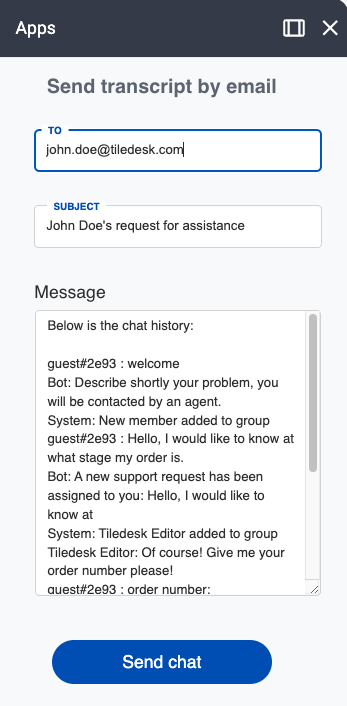 Apps
Send transcript by email
TO
john.doe@tiledesk.com
SUBJECT
John Doe's request for assistance
Message
Below is the chat history:
guest#2e93 : welcome
Bot: Describe shortly your problem, you
will be contacted by an agent.
System: New member added to group
guest#2e93 : Hello, I would like to know at
what stage my order is.
Bot: A new support request has been
assigned to you: Hello, I would like to
know at
System: Tiledesk Editor added to group
Tiledesk Editor: Of course! Give me your
order number please!
guest#2e93 : order number:
Send chat